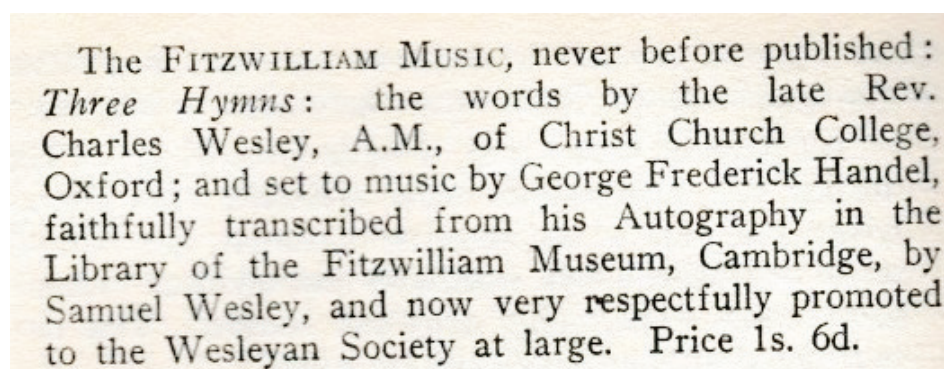 The FITZWILLIAM MUSIC, never before published :
Three Hymns : the words by the late Rev.
Charles Wesley, A.M., of Christ Church College,
Oxford ; and set to music by George Frederick Handel,
faithfully transcribed from his Autography in the
Library of the Fitzwilliam Museum, Cambridge, by
Samuel Wesley, and now very respectfully promoted
to the Wesleyan Society at large. Price 1s. 6d.